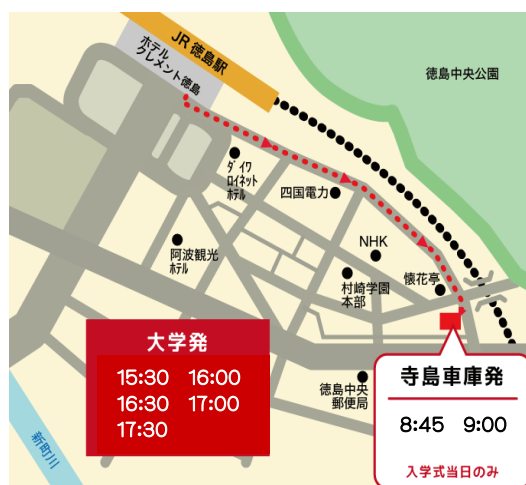 JR 徳島駅
ホテル
クレメント徳島
徳島中央公園
ダイワ
ロイネット
ホテル
四国電力
NHK
阿波観光
ホテル
村崎学園
本部
懐花亭
大学発
15:30 16:00
16:30 17:00
17:30
徳島中央
郵便局
寺島車庫発
8:45 9:00
入学式当日のみ
新町川